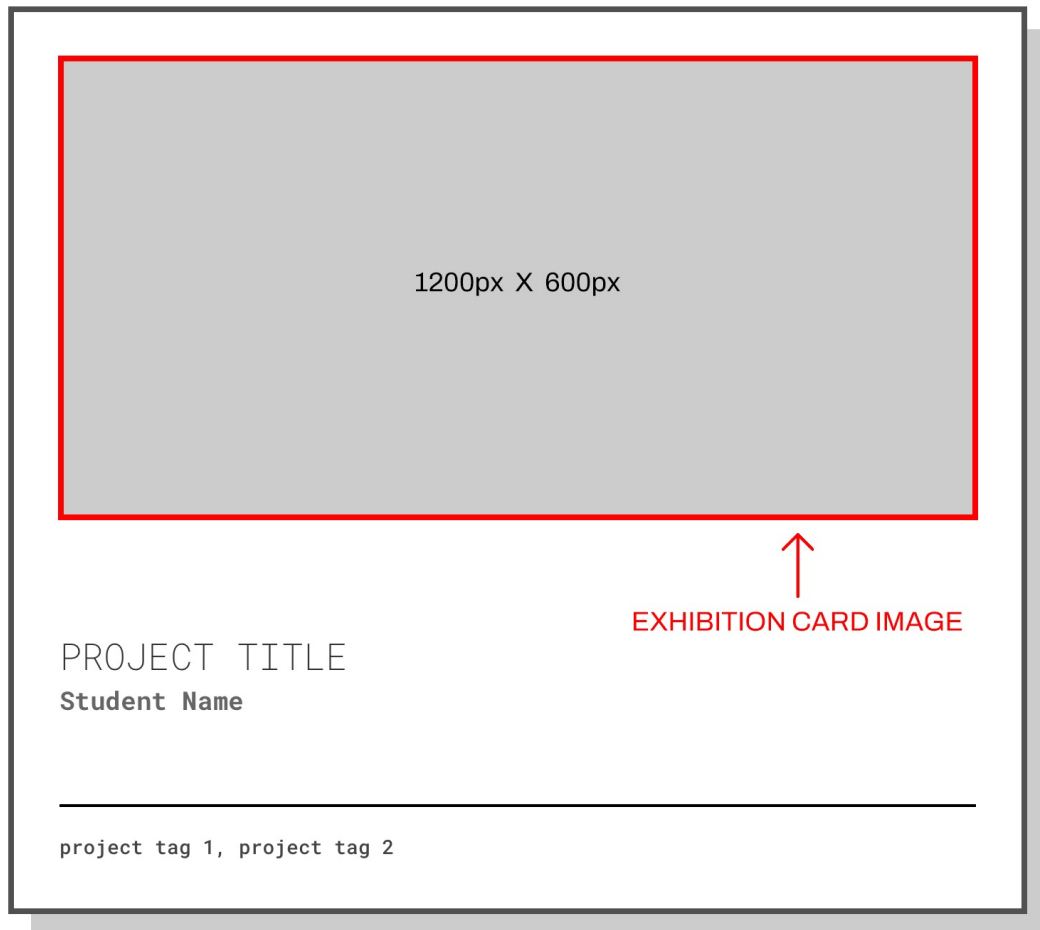 1200px X 600px
EXHIBITION CARD IMAGE
PROJECT TITLE
Student Name
project tag 1, project tag 2